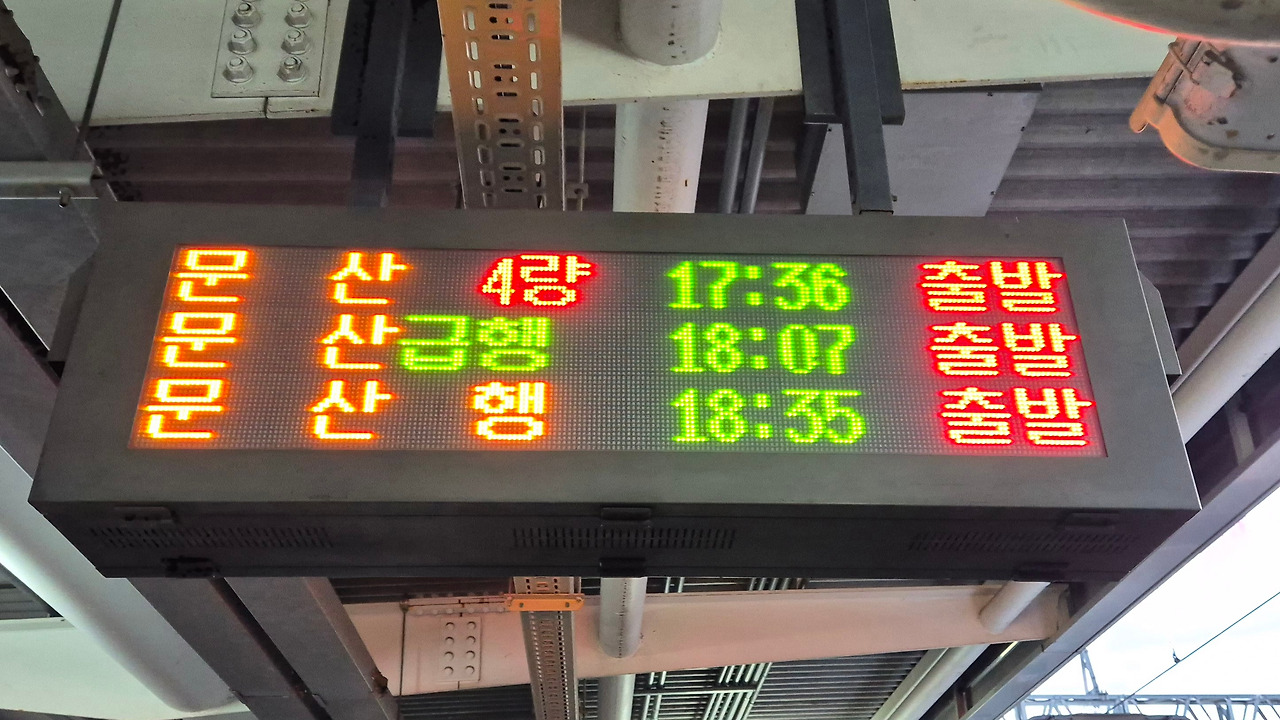 문 산 4량 17:36 출발
문 산급행 18:07 출발
문 산 행 18:35 출발